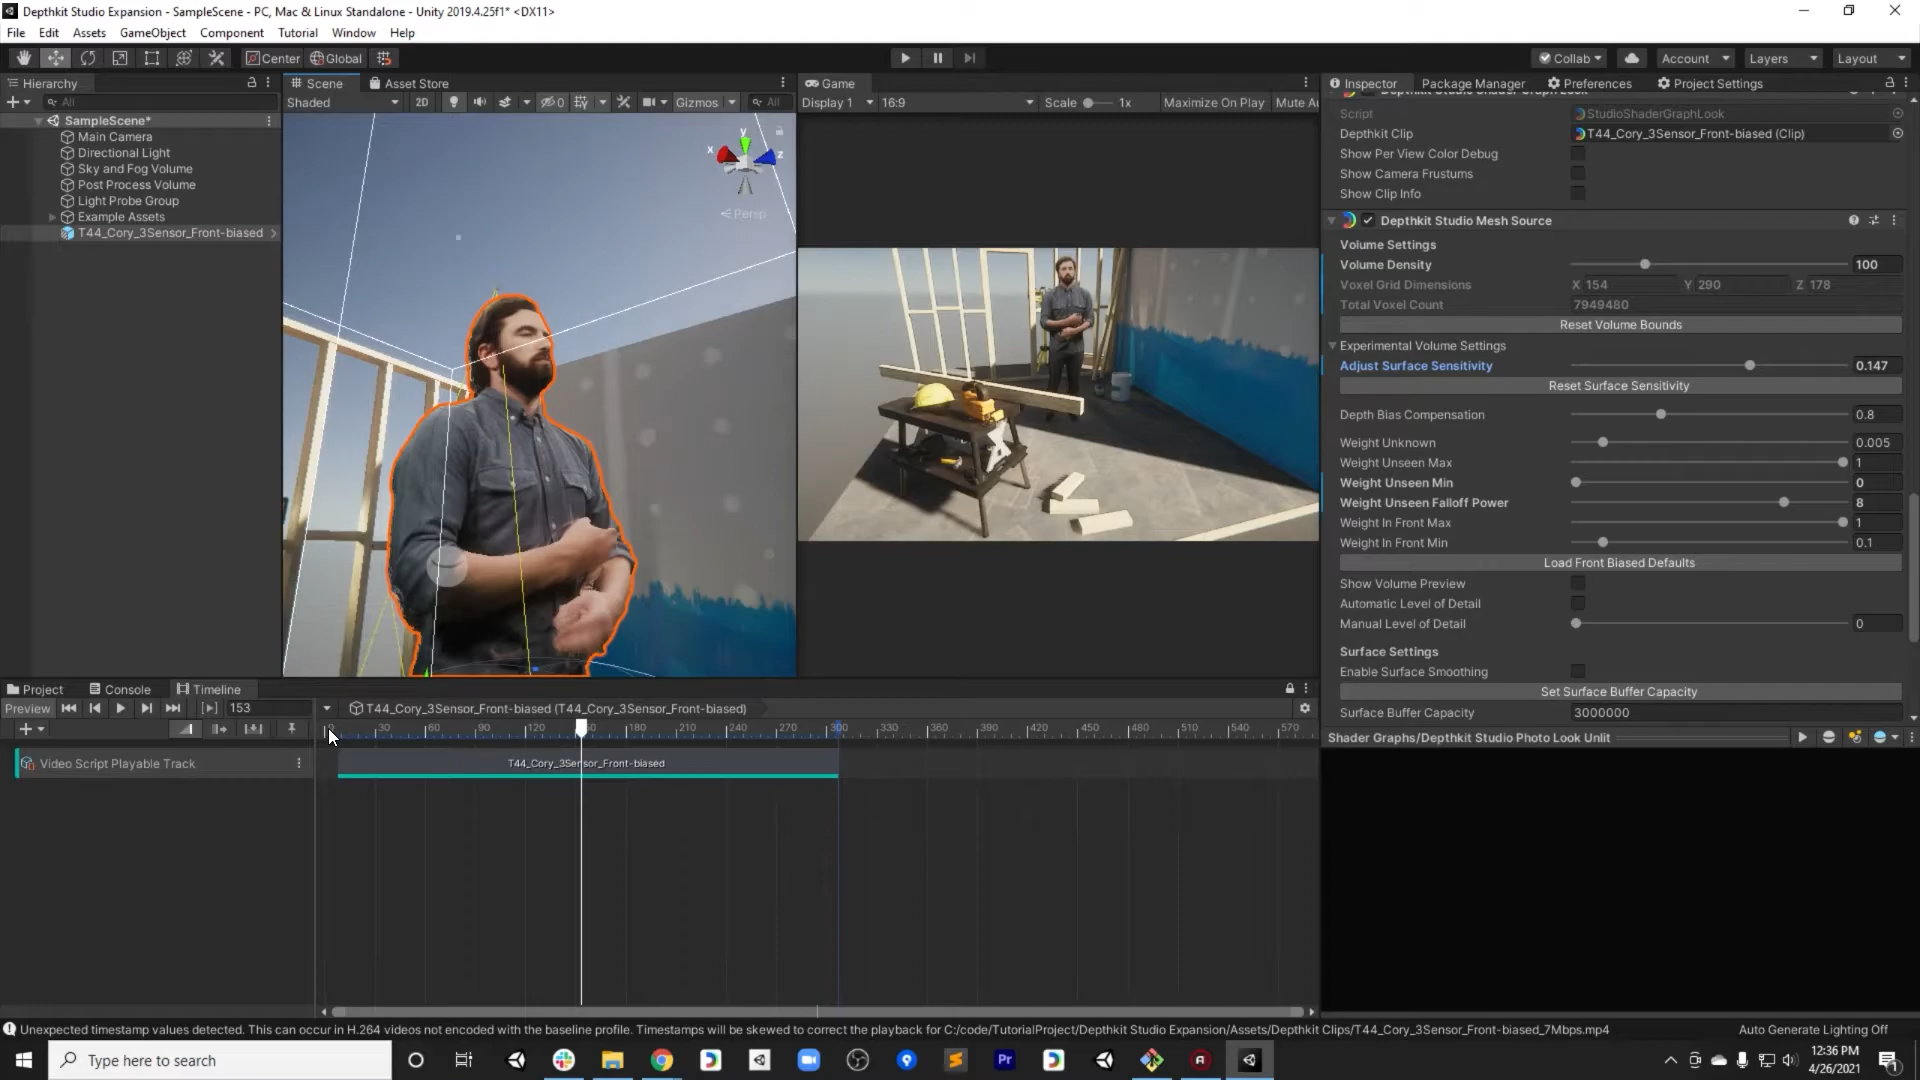 Depthkit Studio Expansion - SampleScene - PC, Mac & Linux Standalone - Unity 2019.4.25f1* <DX11>
File Edit Assets GameObject Component Tutorial Window Help
Center Global Collab Account Layers Layout
Hierarchy
All
SampleScene*
Main Camera
Directional Light
Sky and Fog Volume
Post Process Volume
Light Probe Group
Example Assets
T44_Cory_3Sensor_Front-biased
Scene Asset Store
Shaded 2D 0 Gizmos All
y
x z
Persp
Game
Display 1 16:9 Scale 1x Maximize On Play Mute Au
Inspector Package Manager Preferences Project Settings
Script StudioShaderGraphLook
Depthkit Clip T44_Cory_3Sensor_Front-biased (Clip)
Show Per View Color Debug
Show Camera Frustums
Show Clip Info
Depthkit Studio Mesh Source
Volume Settings
Volume Density 100
Voxel Grid Dimensions X 154 Y 290 Z 178
Total Voxel Count 7949480
Reset Volume Bounds
Experimental Volume Settings
Adjust Surface Sensitivity 0.147
Reset Surface Sensitivity
Depth Bias Compensation 0.8
Weight Unknown 0.005
Weight Unseen Max 1
Weight Unseen Min 0
Weight Unseen Falloff Power 8
Weight In Front Max 1
Weight In Front Min 0.1
Load Front Biased Defaults
Show Volume Preview
Automatic Level of Detail
Manual Level of Detail 0
Surface Settings
Enable Surface Smoothing
Set Surface Buffer Capacity
Surface Buffer Capacity 3000000
Shader Graphs/Depthkit Studio Photo Look Unlit
Project Console Timeline
Preview 153 T44_Cory_3Sensor_Front-biased (T44_Cory_3Sensor_Front-biased)
0 30 60 90 120 180 210 240 270 300 330 360 390 420 450 480 510 540 570
Video Script Playable Track T44_Cory_3Sensor_Front-biased
Unexpected timestamp values detected. This can occur in H.264 videos not encoded with the baseline profile. Timestamps will be skewed to correct the playback for C:/code/TutorialProject/Depthkit Studio Expansion/Assets/Depthkit Clips/T44_Cory_3Sensor_Front-biased_7Mbps.mp4 Auto Generate Lighting Off
Type here to search
Pr
12:36 PM
4/26/2021